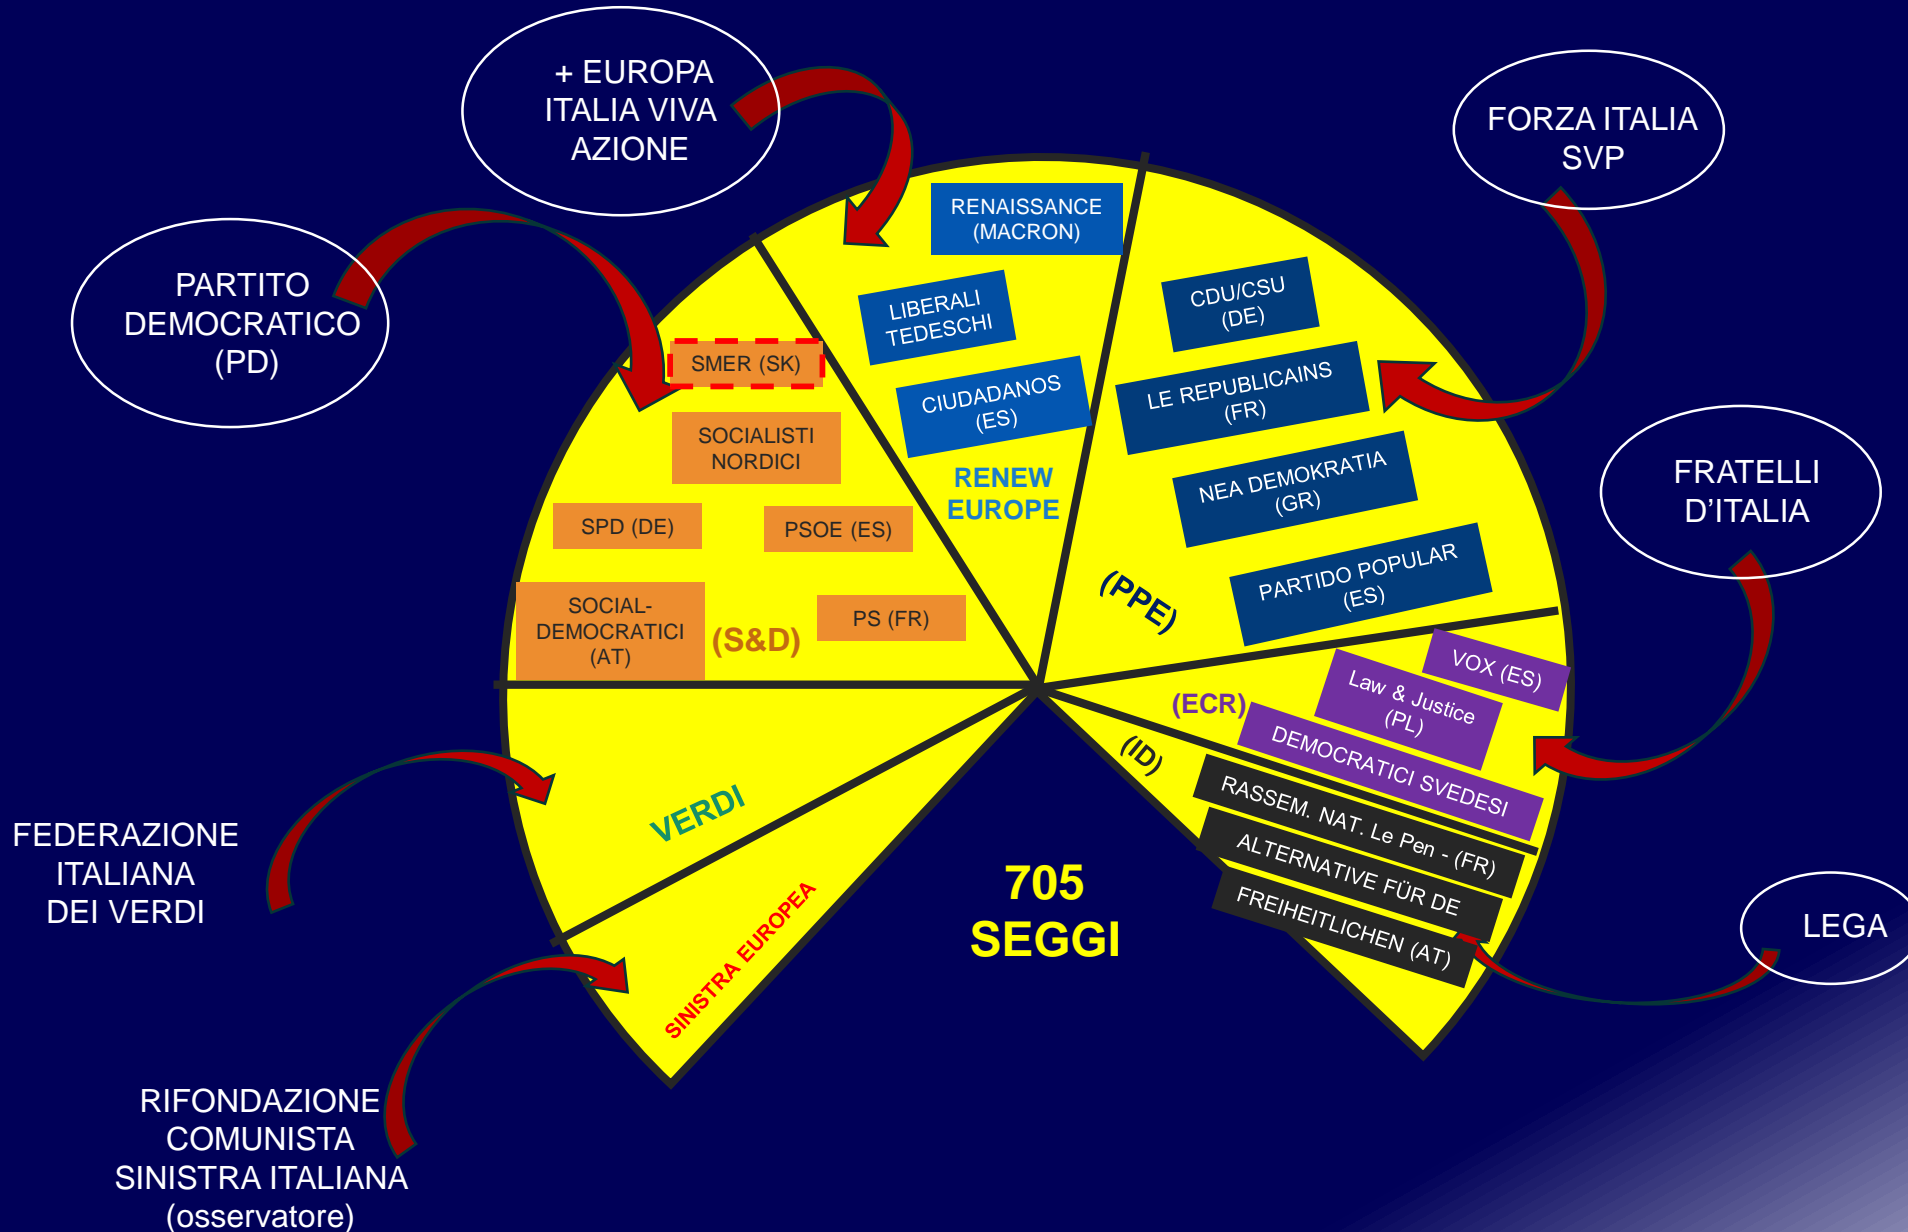 + EUROPA
ITALIA VIVA
AZIONE
FORZA ITALIA
SVP
PARTITO
DEMOCRATICO
(PD)
FRATELLI
D’ITALIA
RENAISSANCE
(MACRON)
LIBERALI
TEDESCHI
CIUDADANOS
(ES)
RENEW
EUROPE
CDU/CSU
(DE)
LE REPUBLICAINS
(FR)
NEA DEMOKRATIA
(GR)
PARTIDO POPULAR
(ES)
(PPE)
SMER (SK)
SOCIALISTI
NORDICI
SPD (DE)
PSOE (ES)
SOCIAL-
DEMOCRATICI
(AT)
(S&D)
PS (FR)
VOX (ES)
Law & Justice
(PL)
(ECR)
DEMOCRATICI SVEDESI
(ID)
RASSEM. NAT. Le Pen - (FR)
ALTERNATIVE FÜR DE
FREIHEITLICHEN (AT)
VERDI
SINISTRA EUROPEA
705
SEGGI
FEDERAZIONE
ITALIANA
DEI VERDI
LEGA
RIFONDAZIONE
COMUNISTA
SINISTRA ITALIANA
(osservatore)